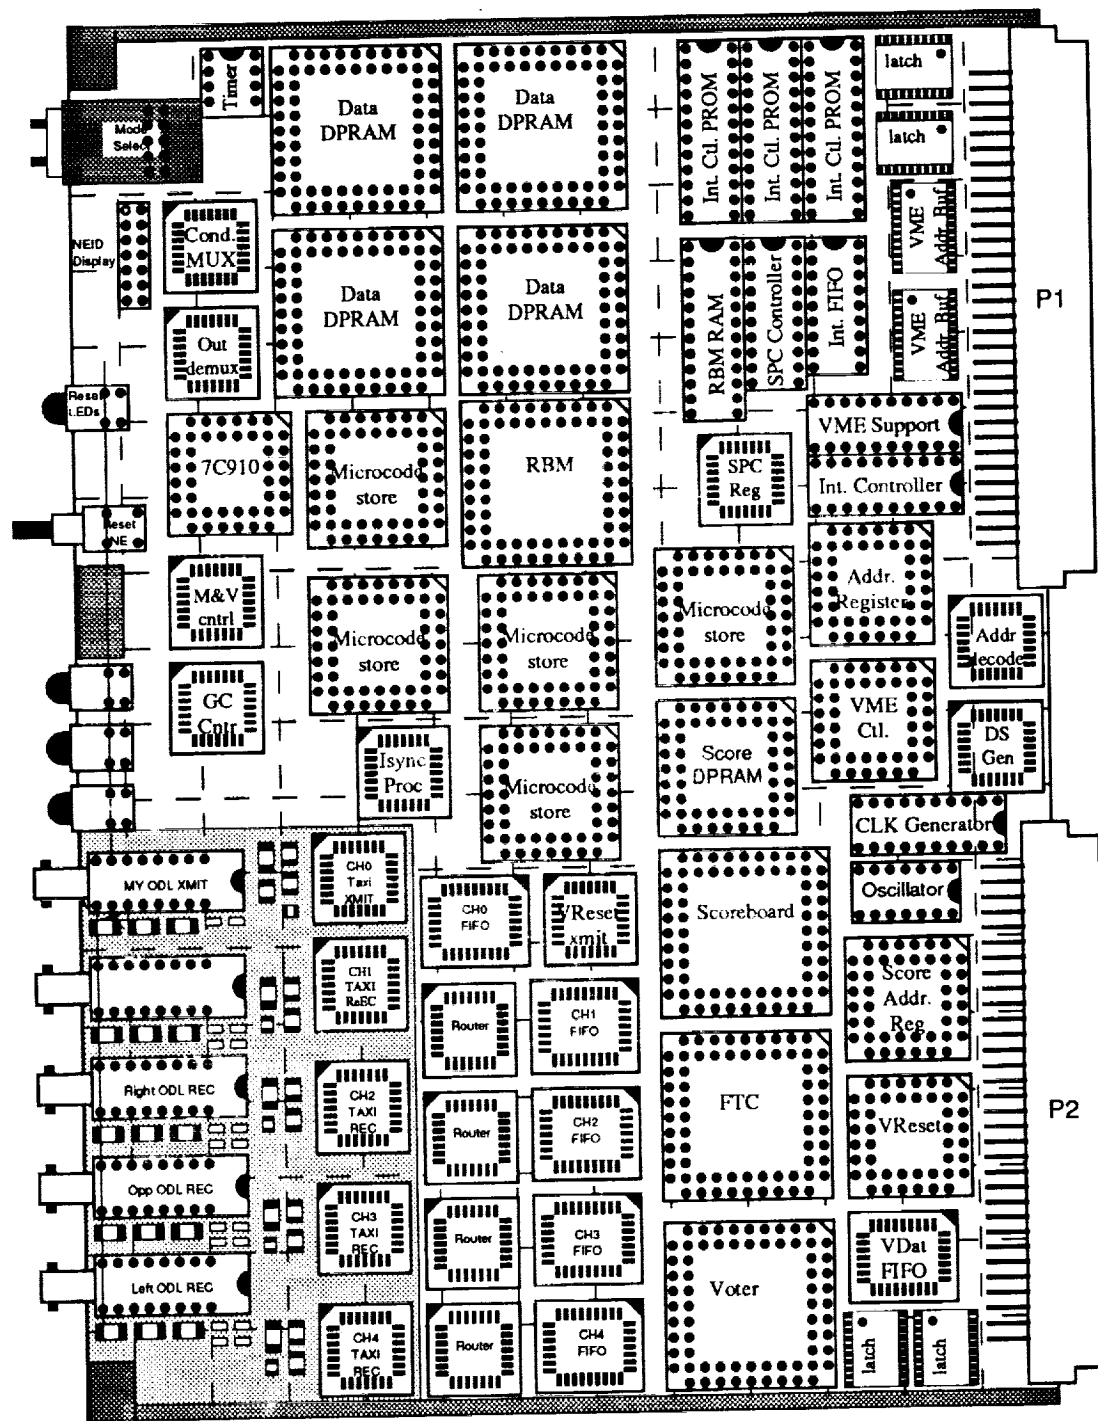 Timer
Data
DPRAM
Data
DPRAM
Int. Ctl. PROM
Int. Ctl. PROM
Int. Ctl. PROM
latch
latch
Mode
Select
NEID
Display
Cond.
MUX
Data
DPRAM
Data
DPRAM
RBM RAM
SPC Controller
Int. FIFO
VME
Addr Buf
VME
Addr Buf
P1
Out
demux
Reset
LEDs
7C910
Microcode
store
RBM
SPC
Reg
VME Support
Int. Controller
Reset
NE
M&V
cntrl
Microcode
store
Microcode
store
Microcode
store
Addr.
Register
Addr
decode
GC
Cntr
Isync
Proc
Microcode
store
Score
DPRAM
VME
Ctl.
DS
Gen
CLK Generator
MY ODL XMIT
CH0
Taxi
XMIT
CH0
FIFO
VReset
xmit
Scoreboard
Oscillator
CH1
TAXI
ReEC
Router
CH1
FIFO
Score
Addr.
Reg
Right ODL REC
CH2
TAXI
REC
Router
CH2
FIFO
FTC
VReset
P2
Opp ODL REC
CH3
TAXI
REC
Router
CH3
FIFO
Voter
VDat
FIFO
Left ODL REC
CH4
TAXI
REC
Router
CH4
FIFO
latch
latch